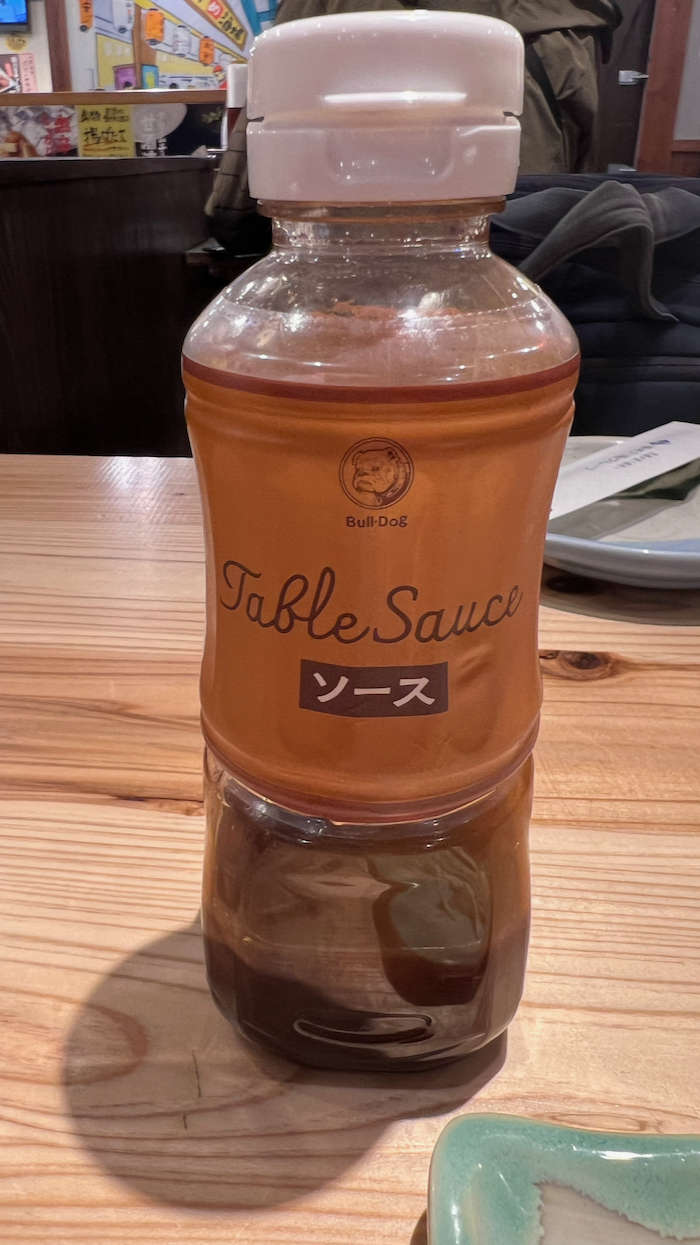 Bull-Dog
Table Sauce
ソース